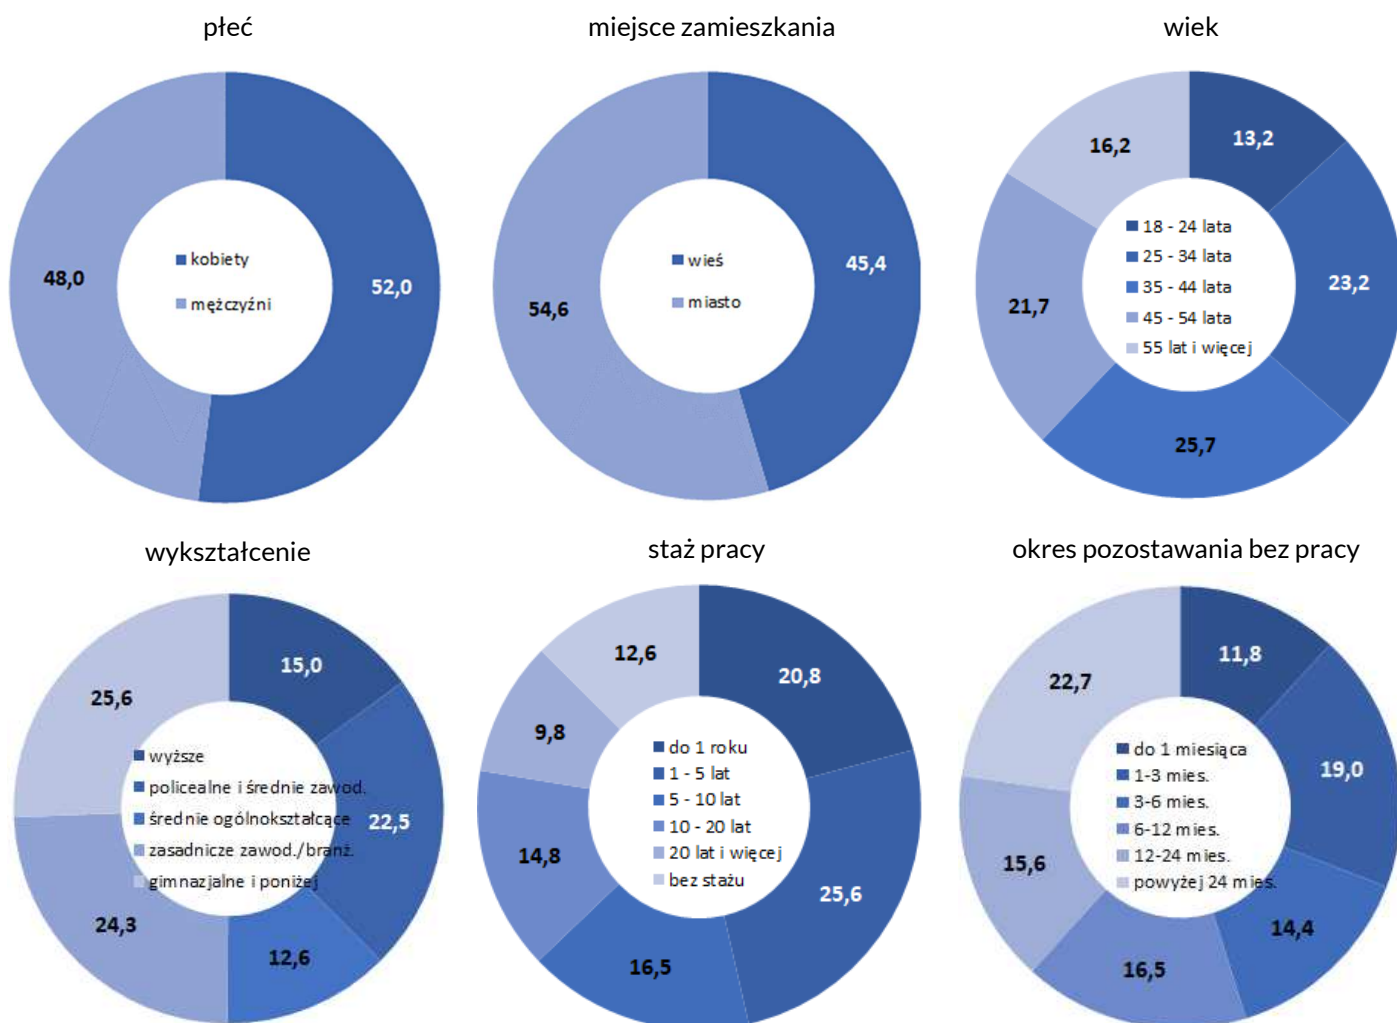 płeć
48,0
kobiety
mężczyźni
52,0
miejsce zamieszkania
54,6
wieś
miasto
45,4
wiek
16,2
13,2
21,7
18 - 24 lata
25 - 34 lata
35 - 44 lata
45 - 54 lata
55 lat i więcej
23,2
25,7
wykształcenie
25,6
15,0
wyższe
policealne i średnie zawod.
średnie ogólnokształcące
zasadnicze zawod./branż.
gimnazjalne i poniżej
22,5
24,3
12,6
staż pracy
12,6
20,8
9,8
do 1 roku
1 - 5 lat
5 - 10 lat
10 - 20 lat
20 lat i więcej
bez stażu
14,8
25,6
16,5
okres pozostawania bez pracy
22,7
11,8
do 1 miesiąca
1-3 mies.
3-6 mies.
6-12 mies.
12-24 mies.
powyżej 24 mies.
19,0
15,6
14,4
16,5